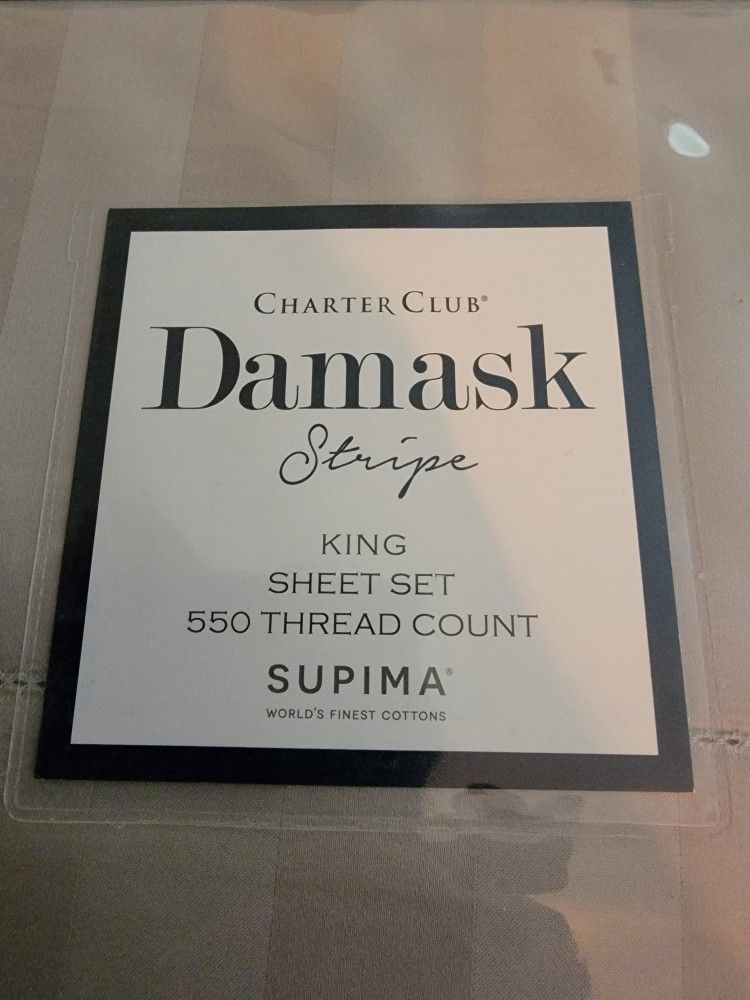 CHARTER CLUB®
Damask
Stripe
KING
SHEET SET
550 THREAD COUNT
SUPIMA®
WORLD'S FINEST COTTONS